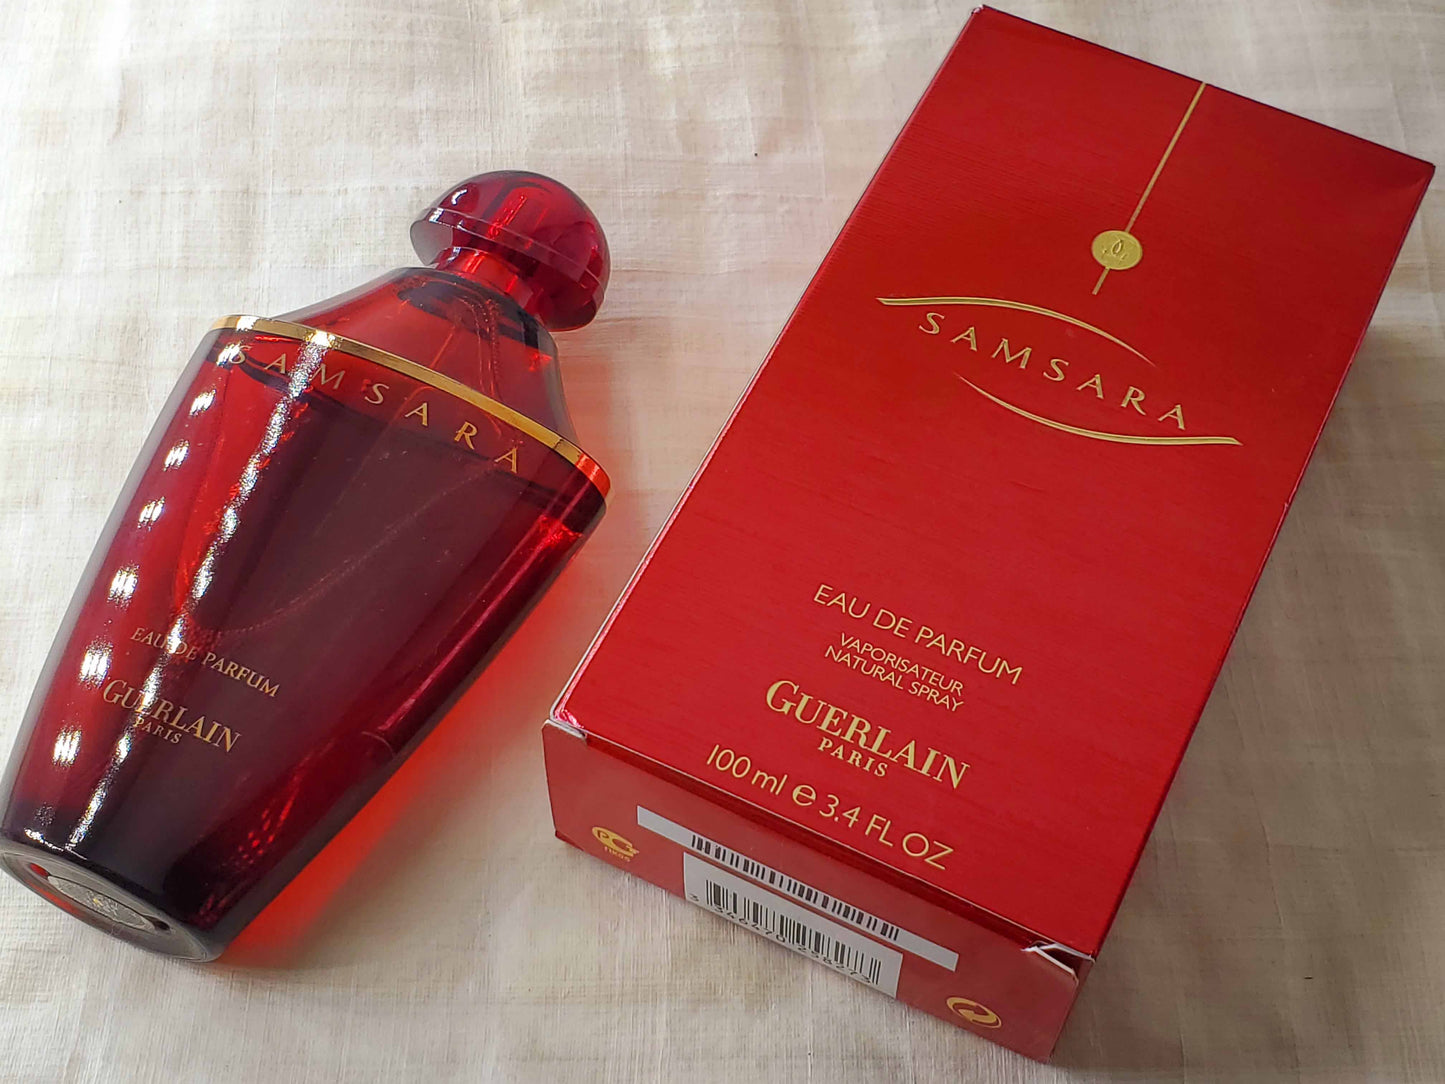 SAMSARA
EAU DE PARFUM
GUERLAIN
PARIS
SAMSARA
EAU DE PARFUM
VAPORISATEUR
NATURAL SPRAY
GUERLAIN
PARIS
100 ml e 3.4 FL OZ